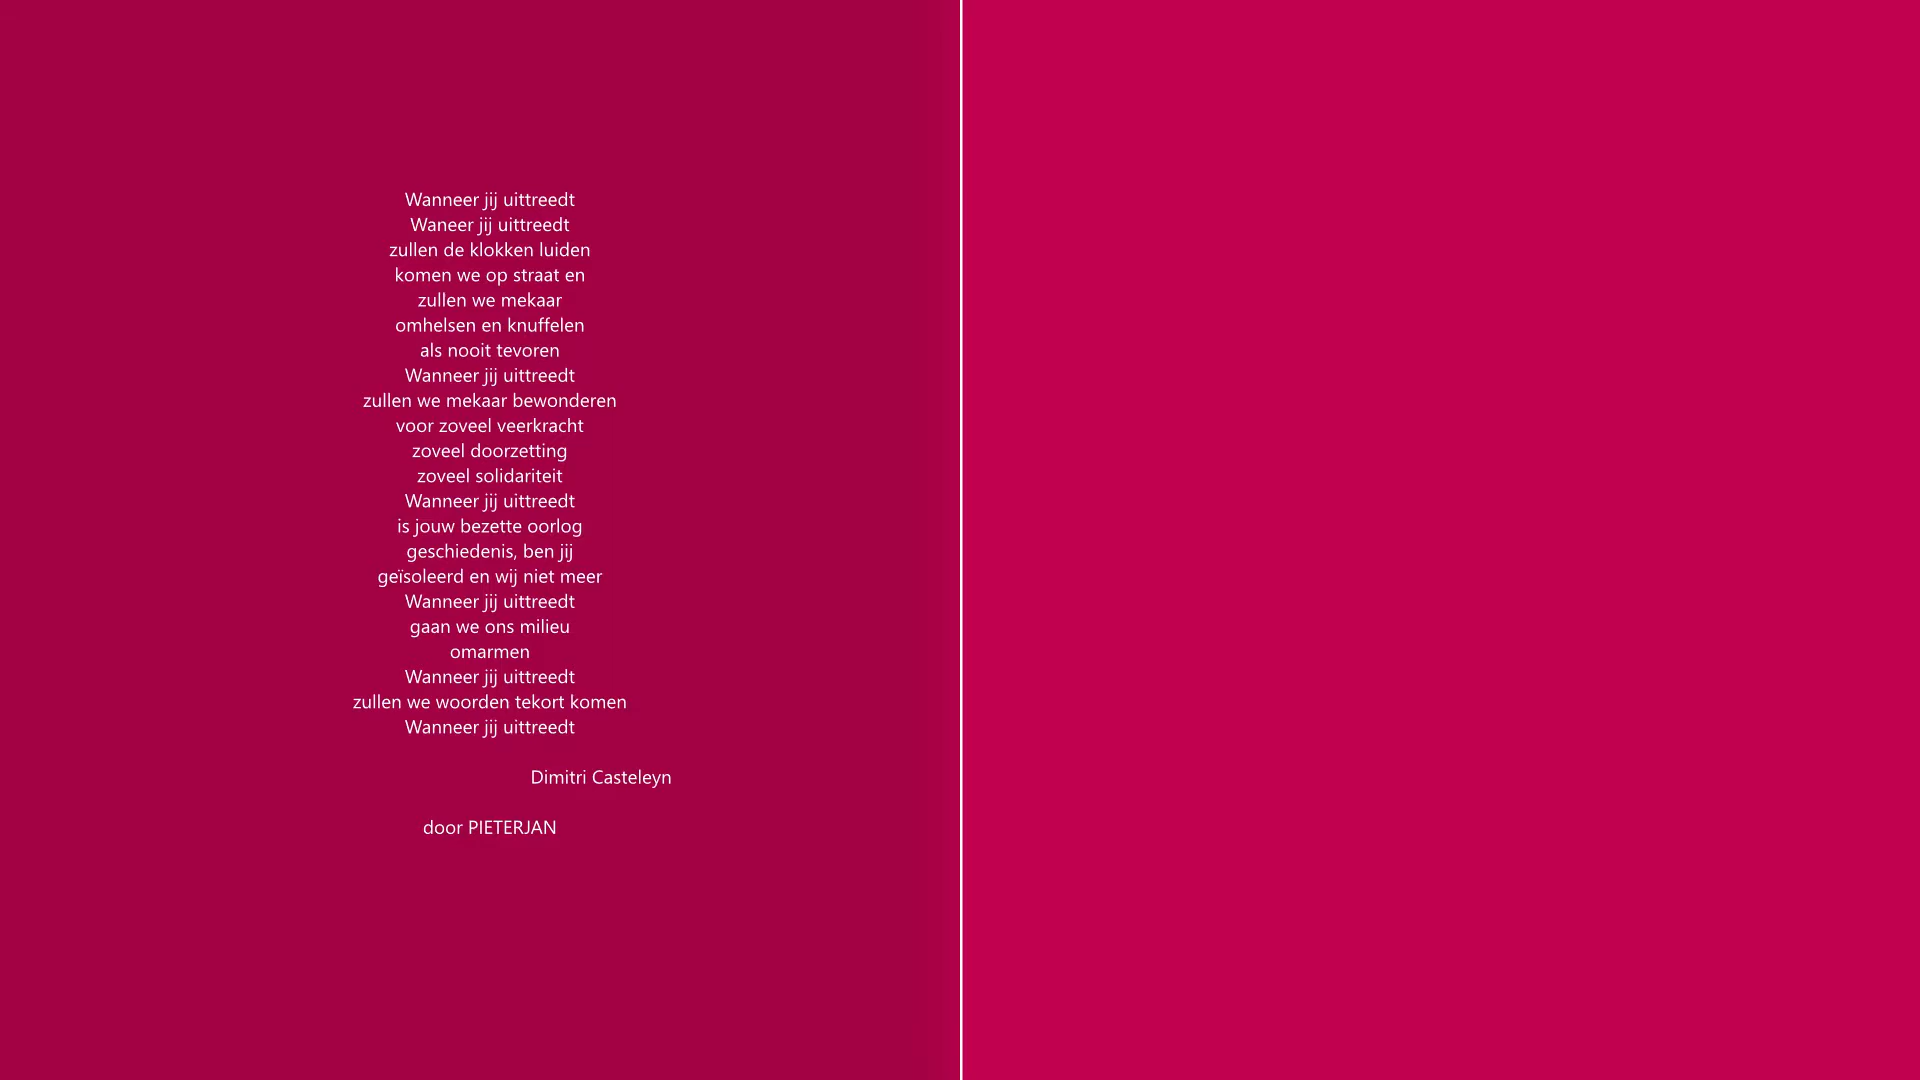 Wanneer jij uittreedt
Waneer jij uittreedt
zullen de klokken luiden
komen we op straat en
zullen we mekaar
omhelsen en knuffelen
als nooit tevoren
Wanneer jij uittreedt
zullen we mekaar bewonderen
voor zoveel veerkracht
zoveel doorzetting
zoveel solidariteit
Wanneer jij uittreedt
is jouw bezette oorlog
geschiedenis, ben jij
geïsoleerd en wij niet meer
Wanneer jij uittreedt
gaan we ons milieu
omarmen
Wanneer jij uittreedt
zullen we woorden tekort komen
Wanneer jij uittreedt
Dimitri Casteleyn
door PIETERJAN